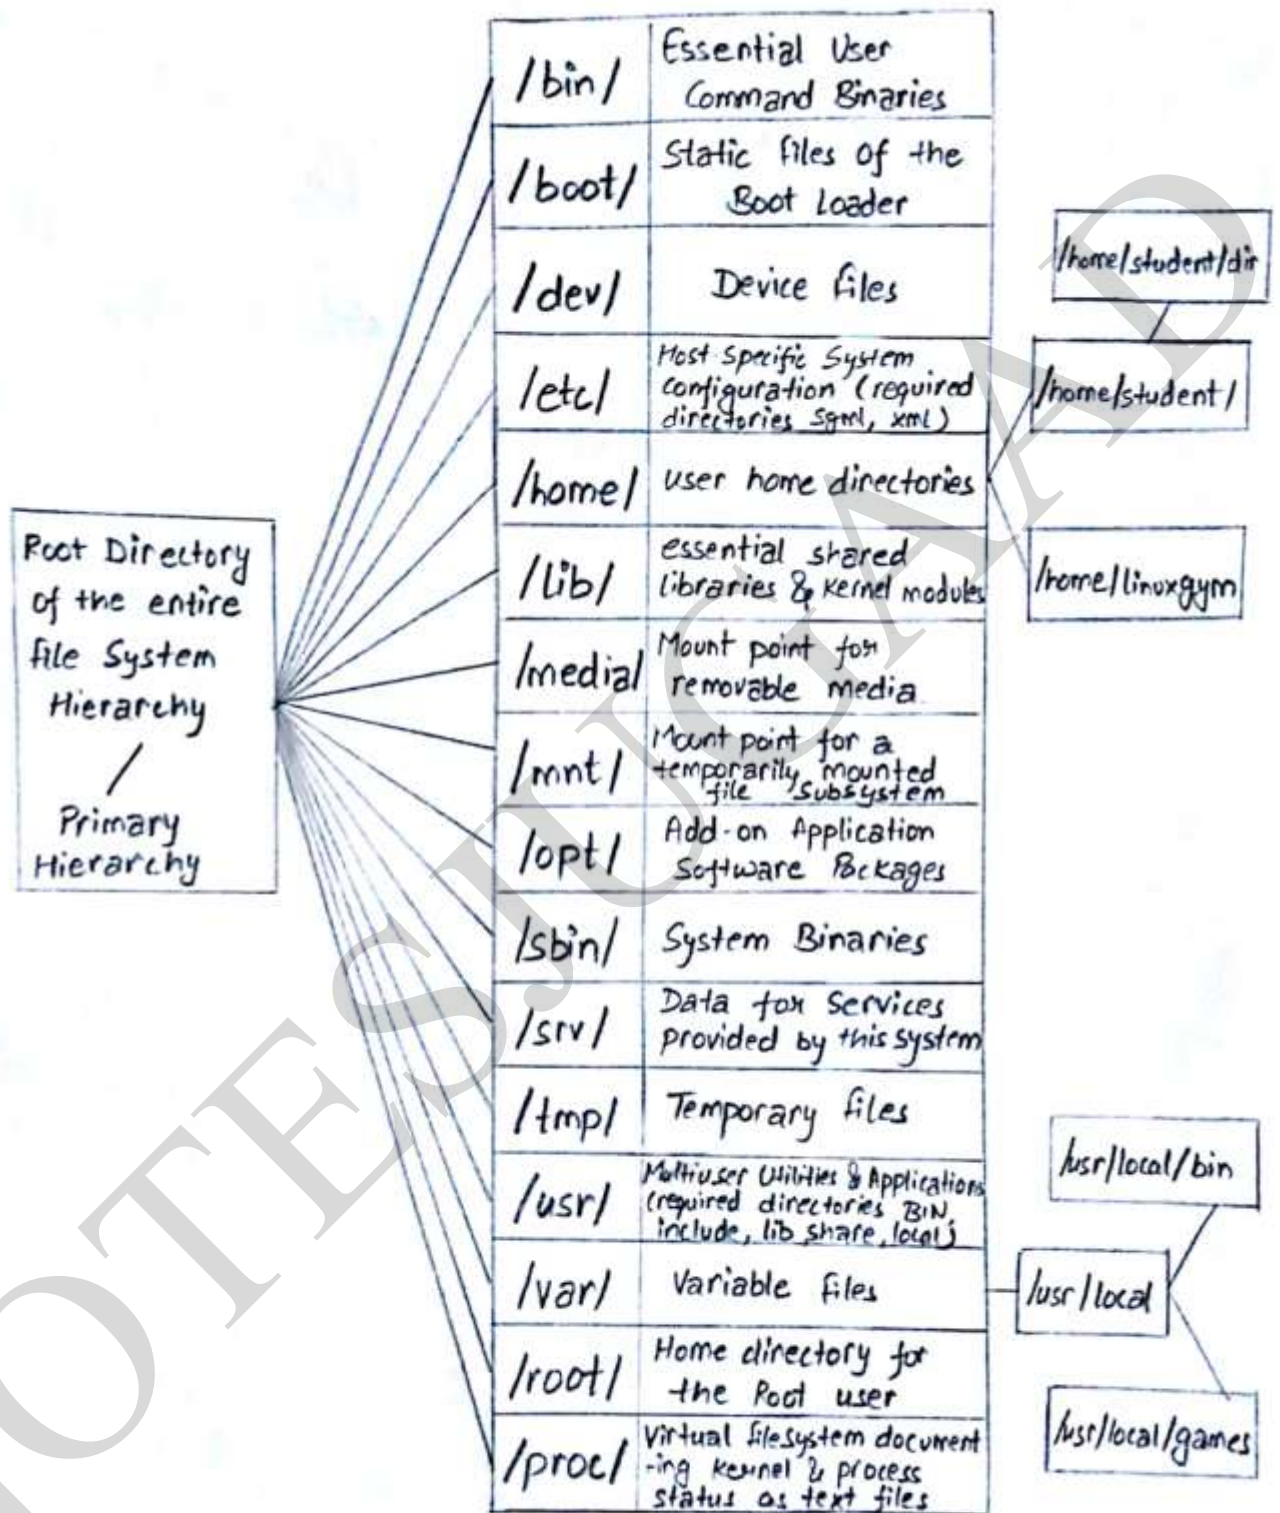 Root Directory
of the entire
file System
Hierarchy
/
Primary
Hierarchy
/bin/
Essential User
Command Binaries
/boot/
Static files of the
Boot Loader
/dev/
Device files
/etc/
Host Specific System
configuration (required
directories sgml, xml)
/home/
user home directories
/home/student/dir
/home/student/
/home/linuxgym
/lib/
essential shared
libraries & kernel modules
/media/
Mount point for
removable media
/mnt/
Mount point for a
temporarily mounted
file subsystem
/opt/
Add-on Application
Software Packages
/sbin/
System Binaries
/srv/
Data for services
provided by this system
/tmp/
Temporary files
/usr/
Multiuser Utilities & Applications
(required directories BIN
include, lib share, local)
/var/
Variable files
/usr/local/bin
/usr/local
/usr/local/games
/root/
Home directory for
the Root user
/proc/
Virtual filesystem document
-ing kernel & process
status as text files
OTESJUGAAD